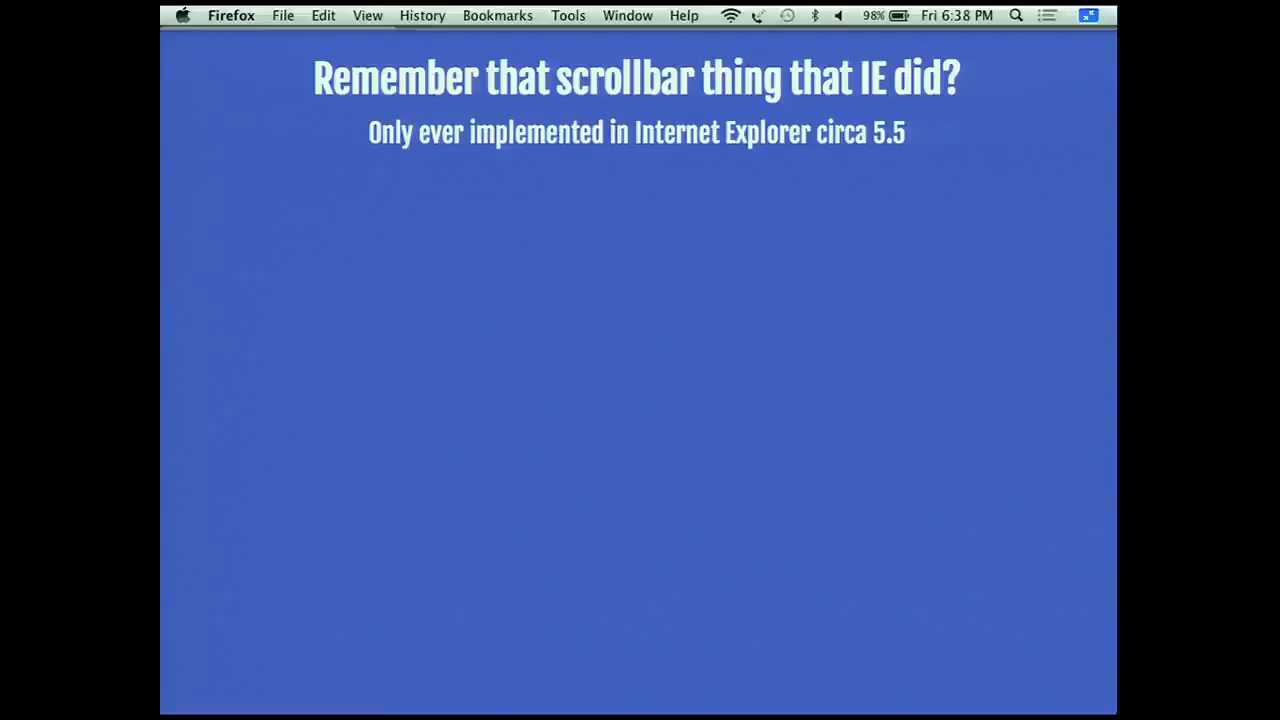 Firefox File Edit View History Bookmarks Tools Window Help 98% Fri 6:38 PM
Remember that scrollbar thing that IE did?
Only ever implemented in Internet Explorer circa 5.5